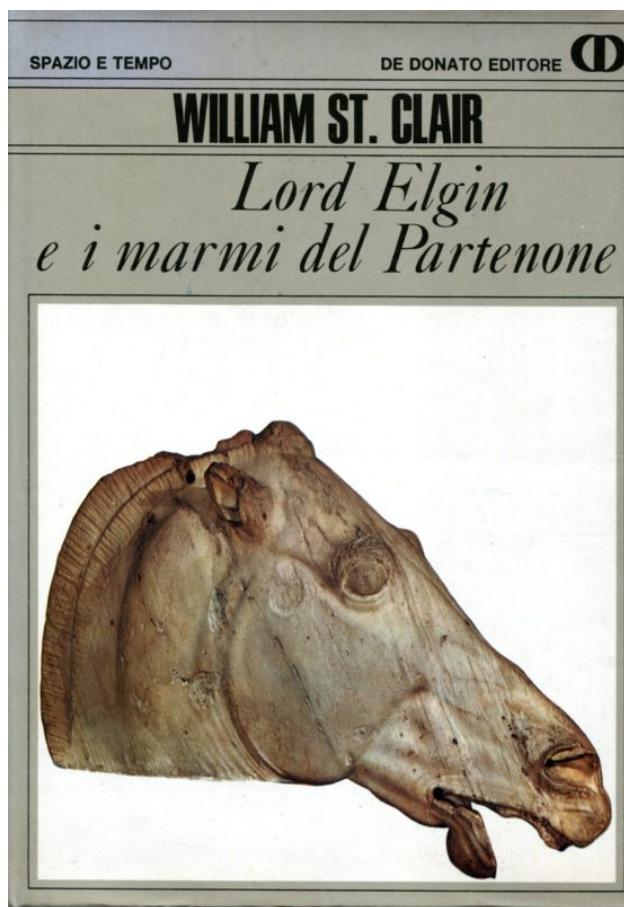 SPAZIO E TEMPO DE DONATO EDITORE
WILLIAM ST. CLAIR
Lord Elgin
e i marmi del Partenone